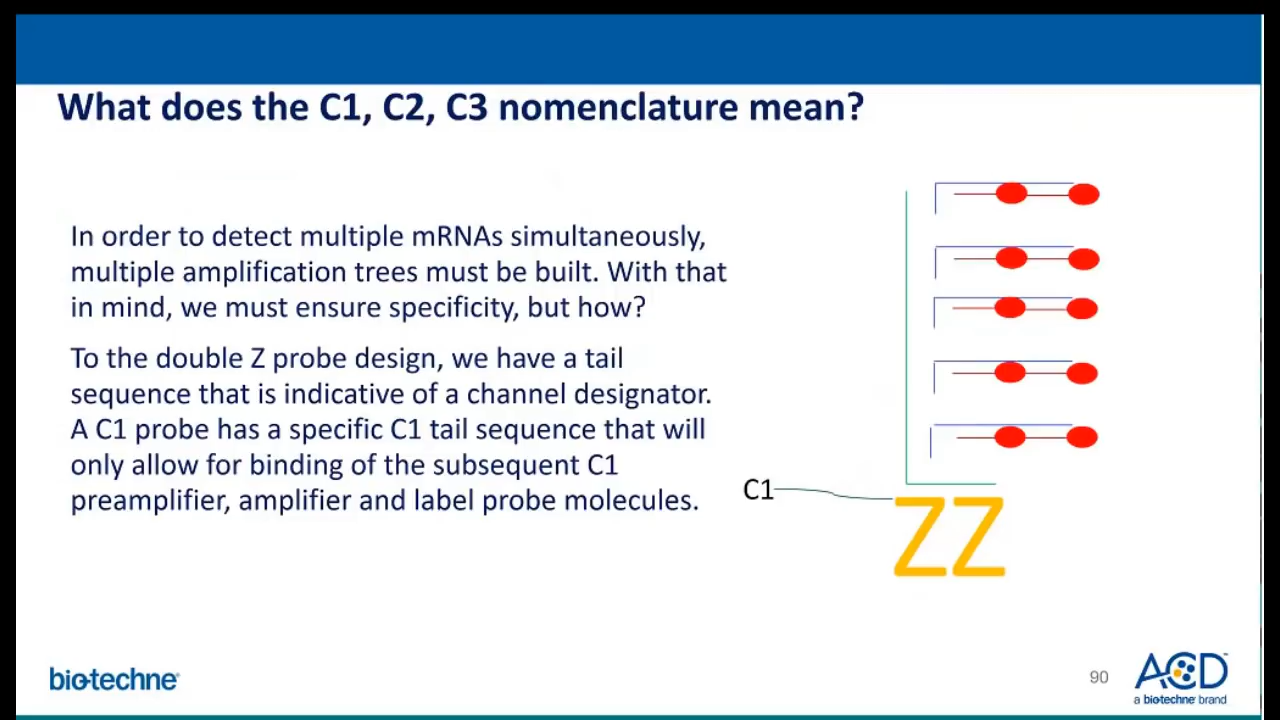 What does the C1, C2, C3 nomenclature mean?
In order to detect multiple mRNAs simultaneously,
multiple amplification trees must be built. With that
in mind, we must ensure specificity, but how?
To the double Z probe design, we have a tail
sequence that is indicative of a channel designator.
A C1 probe has a specific C1 tail sequence that will
only allow for binding of the subsequent C1
preamplifier, amplifier and label probe molecules.
C1
ZZ
bio-techne®
90
ACD™
a bio-techne brand